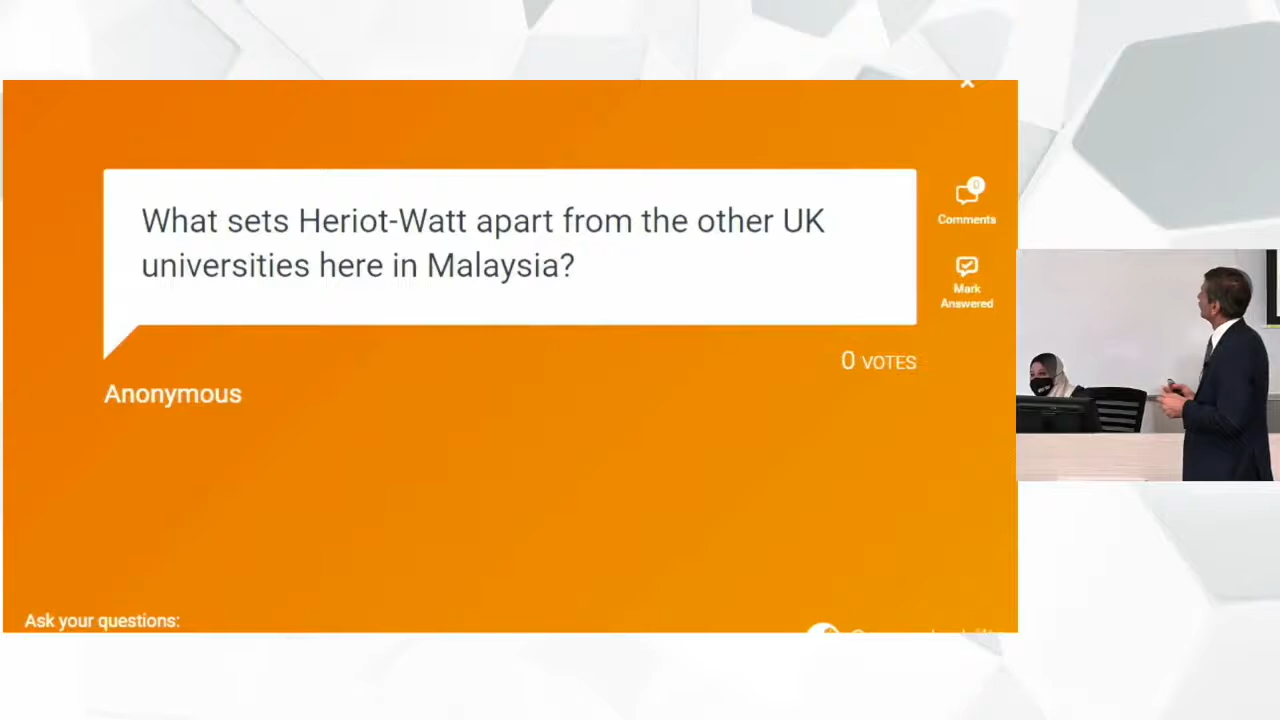 What sets Heriot-Watt apart from the other UK
universities here in Malaysia?
0
Comments
Mark
Answered
0 VOTES
Anonymous
Ask your questions: